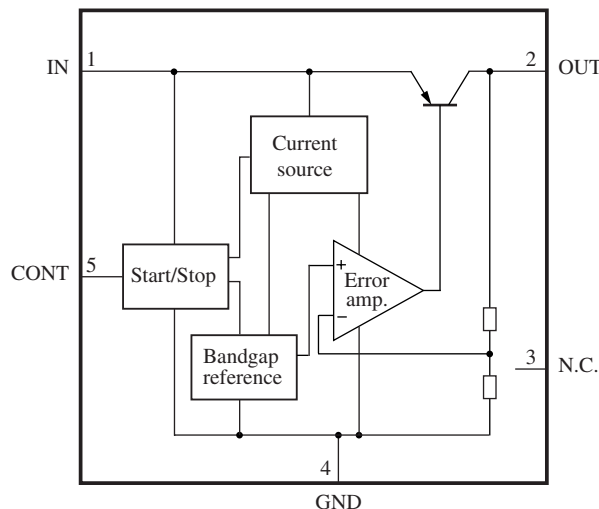 IN
1
2
OUT
Current
source
CONT
5
Start/Stop
+
Error
amp.
−
Bandgap
reference
3
N.C.
4
GND